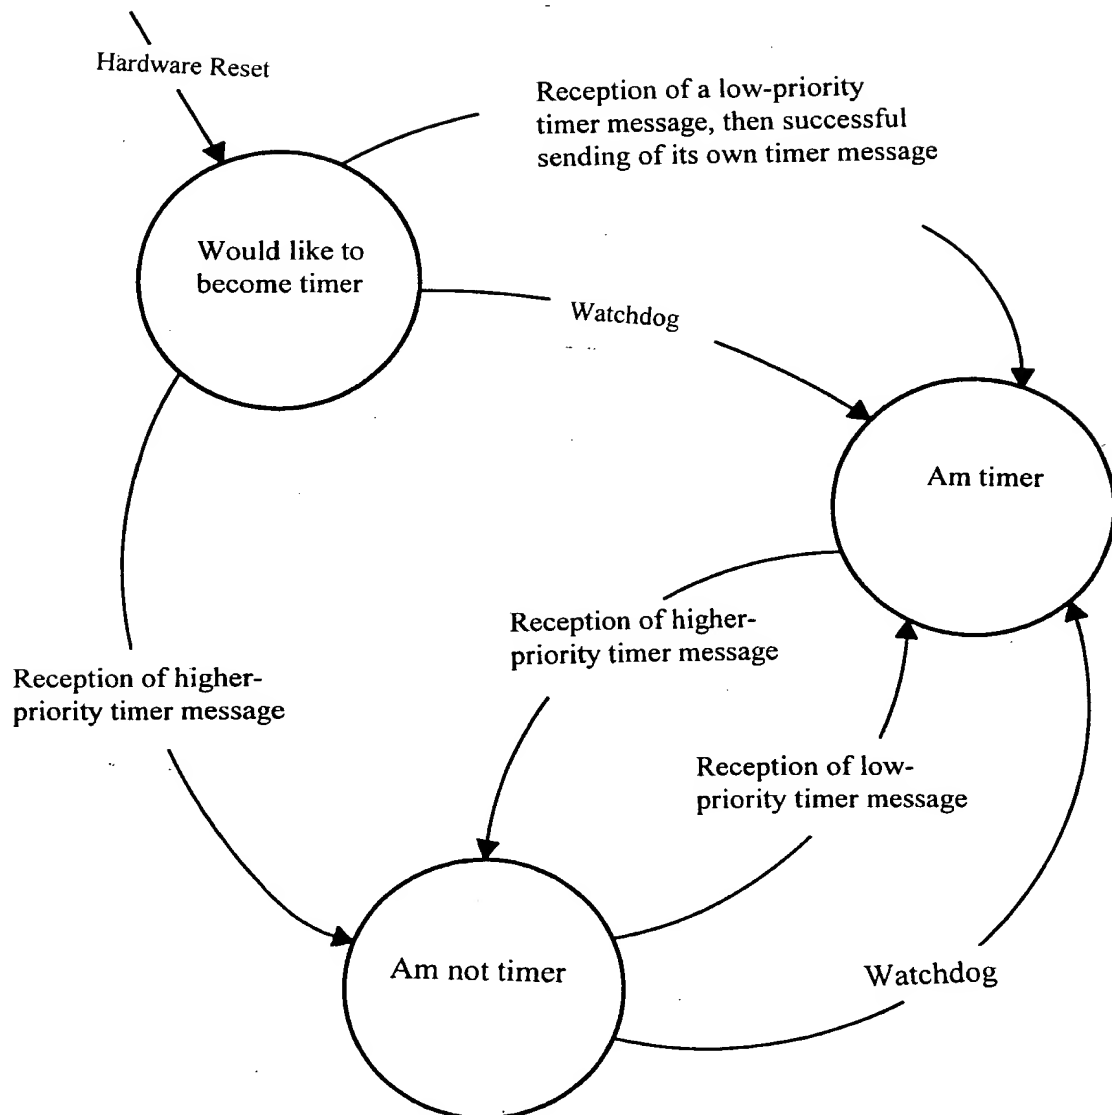 Hardware Reset
Reception of a low-priority
timer message, then successful
sending of its own timer message
Would like to
become timer
Watchdog
Am timer
Reception of higher-
priority timer message
Reception of higher-
priority timer message
Reception of low-
priority timer message
Am not timer
Watchdog